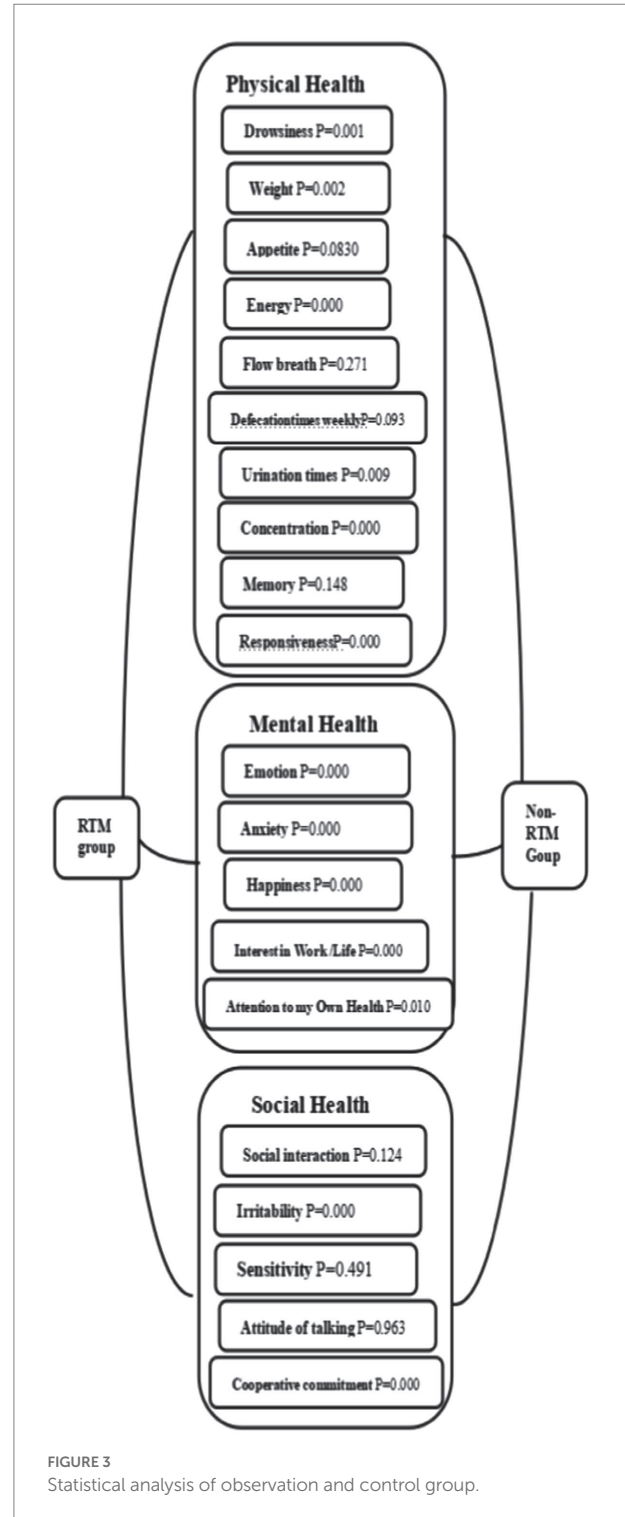 Physical Health
Drowsiness P=0.001
Weight P=0.002
Appetite P=0.0830
Energy P=0.000
Flow breath P=0.271
Defecationtimes weeklyP=0.093
Urination times P=0.009
Concentration P=0.000
Memory P=0.148
ResponsivenessP=0.000
Mental Health
Emotion P=0.000
Anxiety P=0.000
Happiness P=0.000
Interest in Work/Life P=0.000
Attention to my Own Health P=0.010
RTM
group
Non-
RTM
Goup
Social Health
Social interaction P=0.124
Irritability P=0.000
Sensitivity P=0.491
Attitude of talking P=0.963
Cooperative commitment P=0.000
FIGURE 3
Statistical analysis of observation and control group.